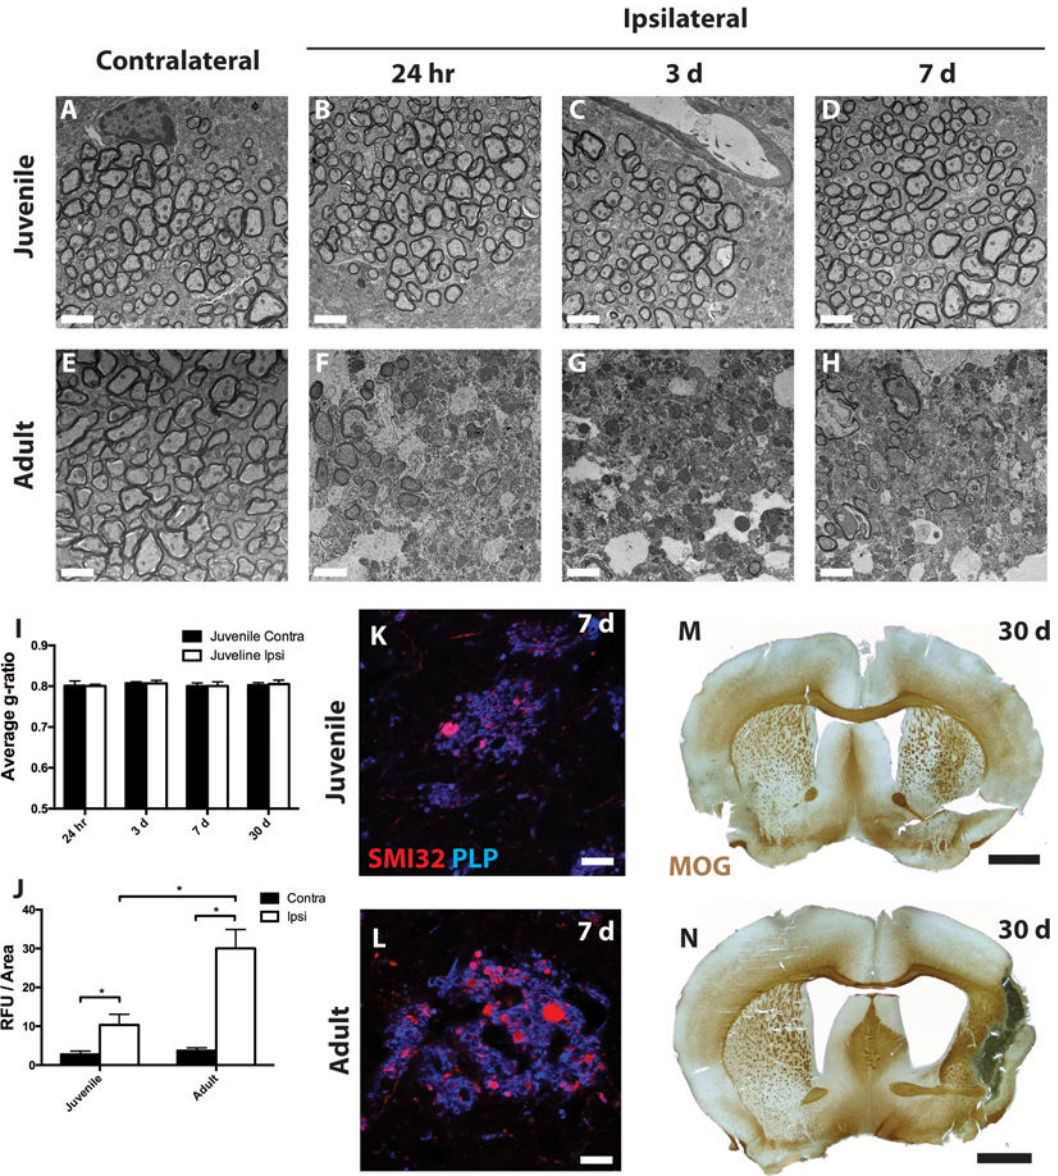 Ipsilateral
Contralateral
24 hr
3 d
7 d
Juvenile
A
B
C
D
Adult
E
F
G
H
I
Juvenile Contra
Juveline Ipsi
Average g-ratio
0.9
0.8
0.7
0.6
0.5
24 hr
3 d
7 d
30 d
J
Contra
Ipsi
*
*
*
RFU / Area
40
30
20
10
0
Juvenile
Adult
Juvenile
K
7 d
SMI32 PLP
Adult
L
7 d
M
30 d
MOG
N
30 d